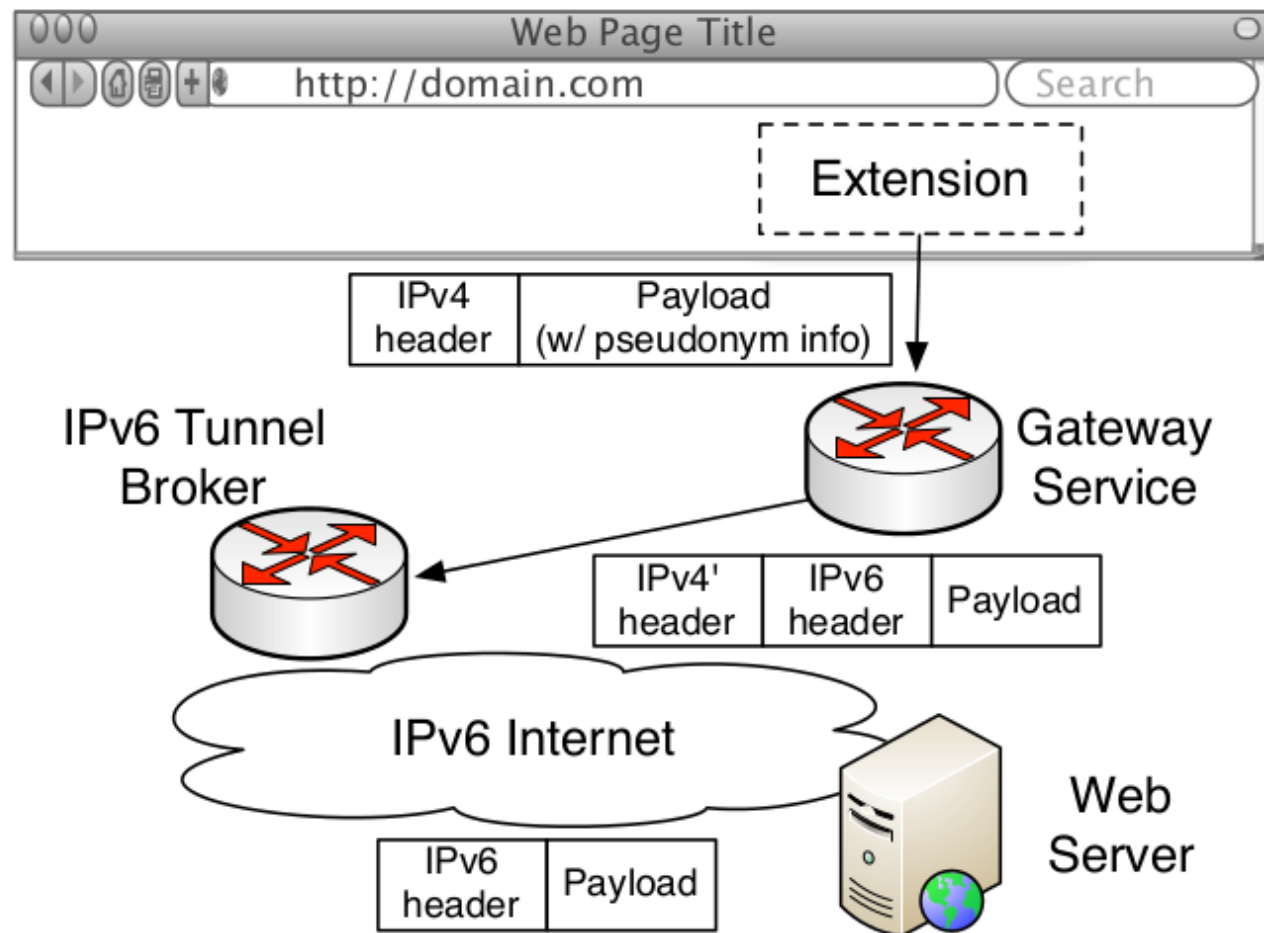 Web Page Title
http://domain.com
Search
Extension
IPv4
header
Payload
(w/ pseudonym info)
IPv6 Tunnel
Broker
Gateway
Service
IPv4'
header
IPv6
header
Payload
IPv6 Internet
Web
Server
IPv6
header
Payload